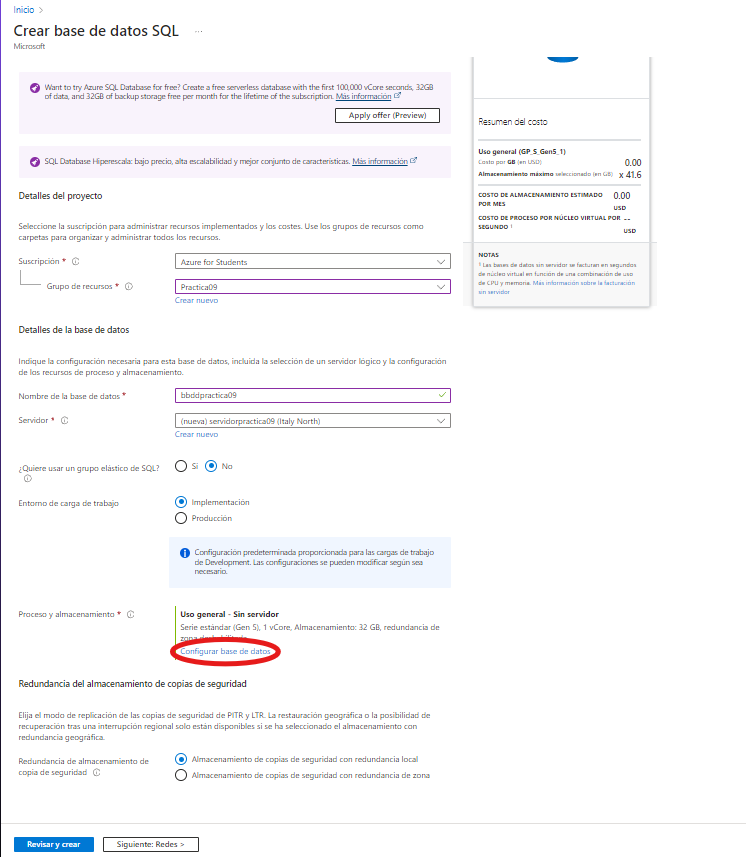 Inicio >
Crear base de datos SQL ...
Microsoft
Want to try Azure SQL Database for free? Create a free serverless database with the first 100,000 vCore seconds, 32GB
of data, and 32GB of backup storage free per month for the lifetime of the subscription. Más información
Apply offer (Preview)
SQL Database Hiperescala: bajo precio, alta escalabilidad y mejor conjunto de características. Más información
Detalles del proyecto
Seleccione la suscripción para administrar recursos implementados y los costes. Use los grupos de recursos como
carpetas para organizar y administrar todos los recursos.
Suscripción *
Azure for Students
Grupo de recursos *
Practica09
Crear nuevo
Detalles de la base de datos
Indique la configuración necesaria para esta base de datos, incluida la selección de un servidor lógico y la configuración
de los recursos de proceso y almacenamiento.
Nombre de la base de datos *
bbddpractica09
Servidor *
(nueva) servidorpractica09 (Italy North)
Crear nuevo
¿Quiere usar un grupo elástico de SQL?
Sí No
Entorno de carga de trabajo
Implementación
Producción
Configuración predeterminada proporcionada para las cargas de trabajo
de Development. Las configuraciones se pueden modificar según sea
necesario.
Proceso y almacenamiento *
Uso general - Sin servidor
Serie estándar (Gen 5), 1 vCore, Almacenamiento: 32 GB, redundancia de
zona deshabilitada
Configurar base de datos
Redundancia del almacenamiento de copias de seguridad
Elija el modo de replicación de las copias de seguridad de PITR y LTR. La restauración geográfica o la posibilidad de
recuperación tras una interrupción regional solo están disponibles si se ha seleccionado el almacenamiento con
redundancia geográfica.
Redundancia de almacenamiento de
copia de seguridad
Almacenamiento de copias de seguridad con redundancia local
Almacenamiento de copias de seguridad con redundancia de zona
Revisar y crear
Siguiente: Redes >
Resumen del costo
Uso general (GP_S_Gen5_1)
Costo por GB (en USD) 0.00
Almacenamiento máximo seleccionado (en GB) x 41.6
COSTO DE ALMACENAMIENTO ESTIMADO 0.00
POR MES USD
COSTO DE PROCESO POR NÚCLEO VIRTUAL POR --
SEGUNDO ¹ USD
NOTAS
¹ Las bases de datos sin servidor se facturan en segundos
de núcleo virtual en función de una combinación de uso
de CPU y memoria. Más información sobre la facturación
sin servidor